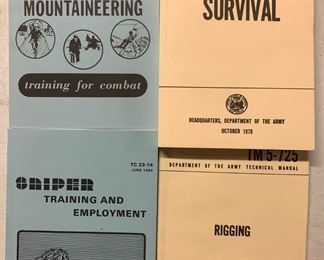 MOUNTAINEERING
training for combat
SURVIVAL
HEADQUARTERS, DEPARTMENT OF THE ARMY
OCTOBER 1970
TC 23-14
JUNE 1989
SNIPER
TRAINING AND
EMPLOYMENT
TM 5-725
DEPARTMENT OF THE ARMY TECHNICAL MANUAL
RIGGING